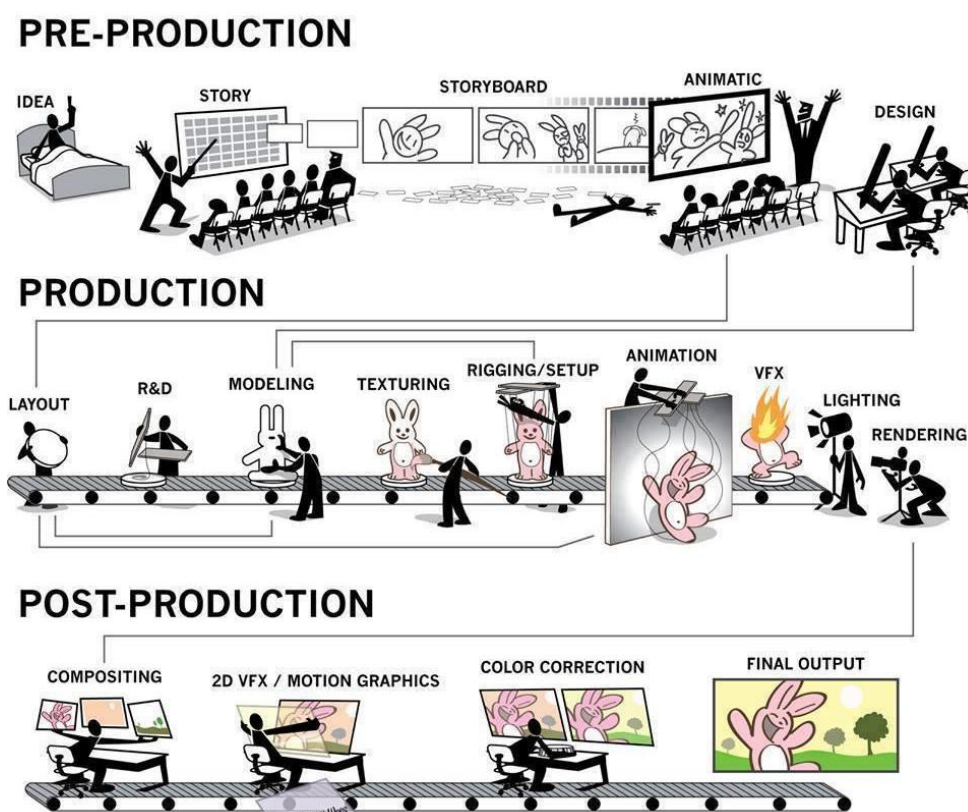 PRE-PRODUCTION
IDEA
STORY
STORYBOARD
ANIMATIC
DESIGN
PRODUCTION
LAYOUT
R&D
MODELING
TEXTURING
RIGGING/SETUP
ANIMATION
VFX
LIGHTING
RENDERING
POST-PRODUCTION
COMPOSITING
2D VFX / MOTION GRAPHICS
COLOR CORRECTION
FINAL OUTPUT